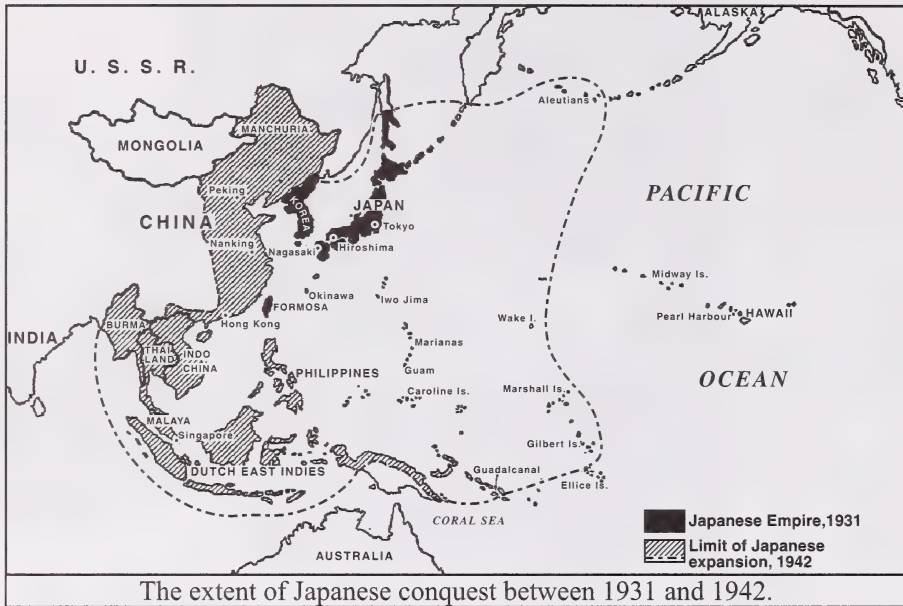 ALASKA
U. S. S. R.
Aleutians
MANCHURIA
MONGOLIA
PACIFIC
Peking
KOREA
JAPAN
CHINA
Tokyo
Nanking
Nagasaki
Hiroshima
Midway Is.
Okinawa
Iwo Jima
FORMOSA
Pearl Harbour
HAWAII
Hong Kong
Wake I.
BURMA
INDIA
Marianas
THAI
LAND
INDO
CHINA
Guam
PHILIPPINES
OCEAN
Caroline Is.
Marshall Is.
MALAYA
Singapore
Gilbert Is.
DUTCH EAST INDIES
Guadalcanal
Ellice Is.
CORAL SEA
Japanese Empire,1931
Limit of Japanese
expansion, 1942
AUSTRALIA
The extent of Japanese conquest between 1931 and 1942.